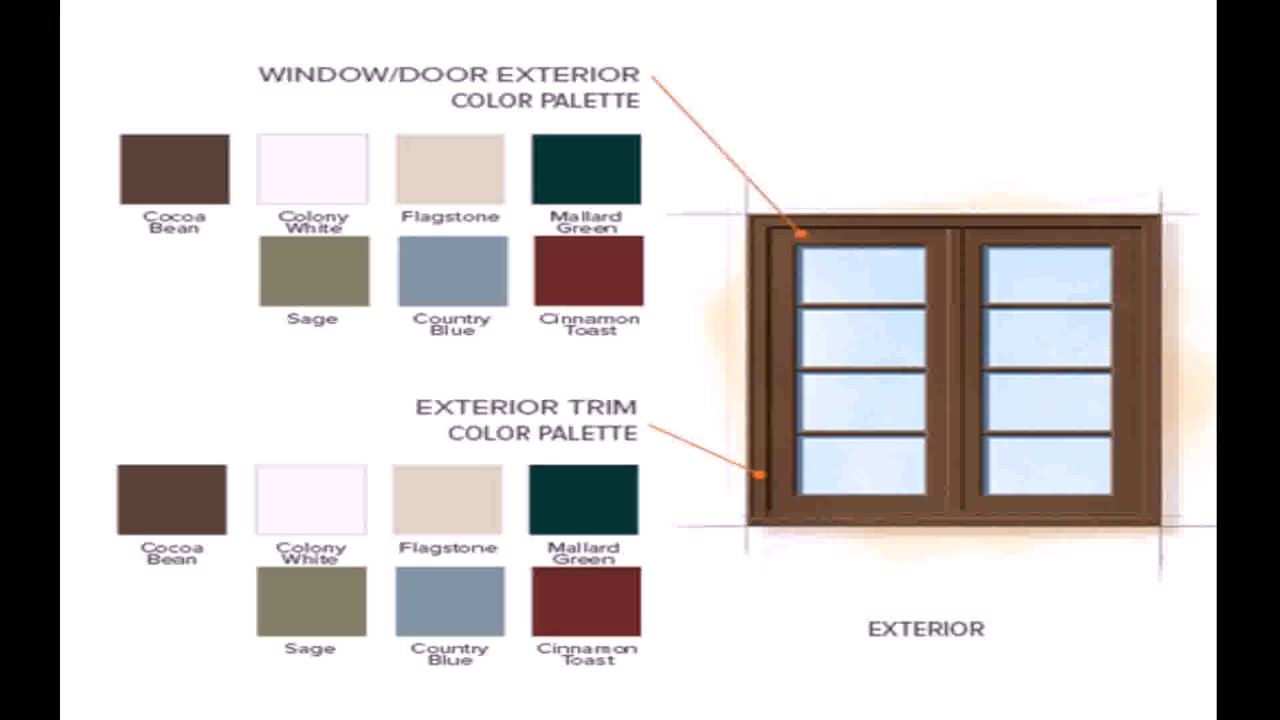 WINDOW/DOOR EXTERIOR
COLOR PALETTE
Cocoa Bean
Colony White
Flagstone
Mallard Green
Sage
Country Blue
Cinnamon Toast
EXTERIOR TRIM
COLOR PALETTE
Cocoa Bean
Colony White
Flagstone
Mallard Green
Sage
Country Blue
Cinnamon Toast
EXTERIOR